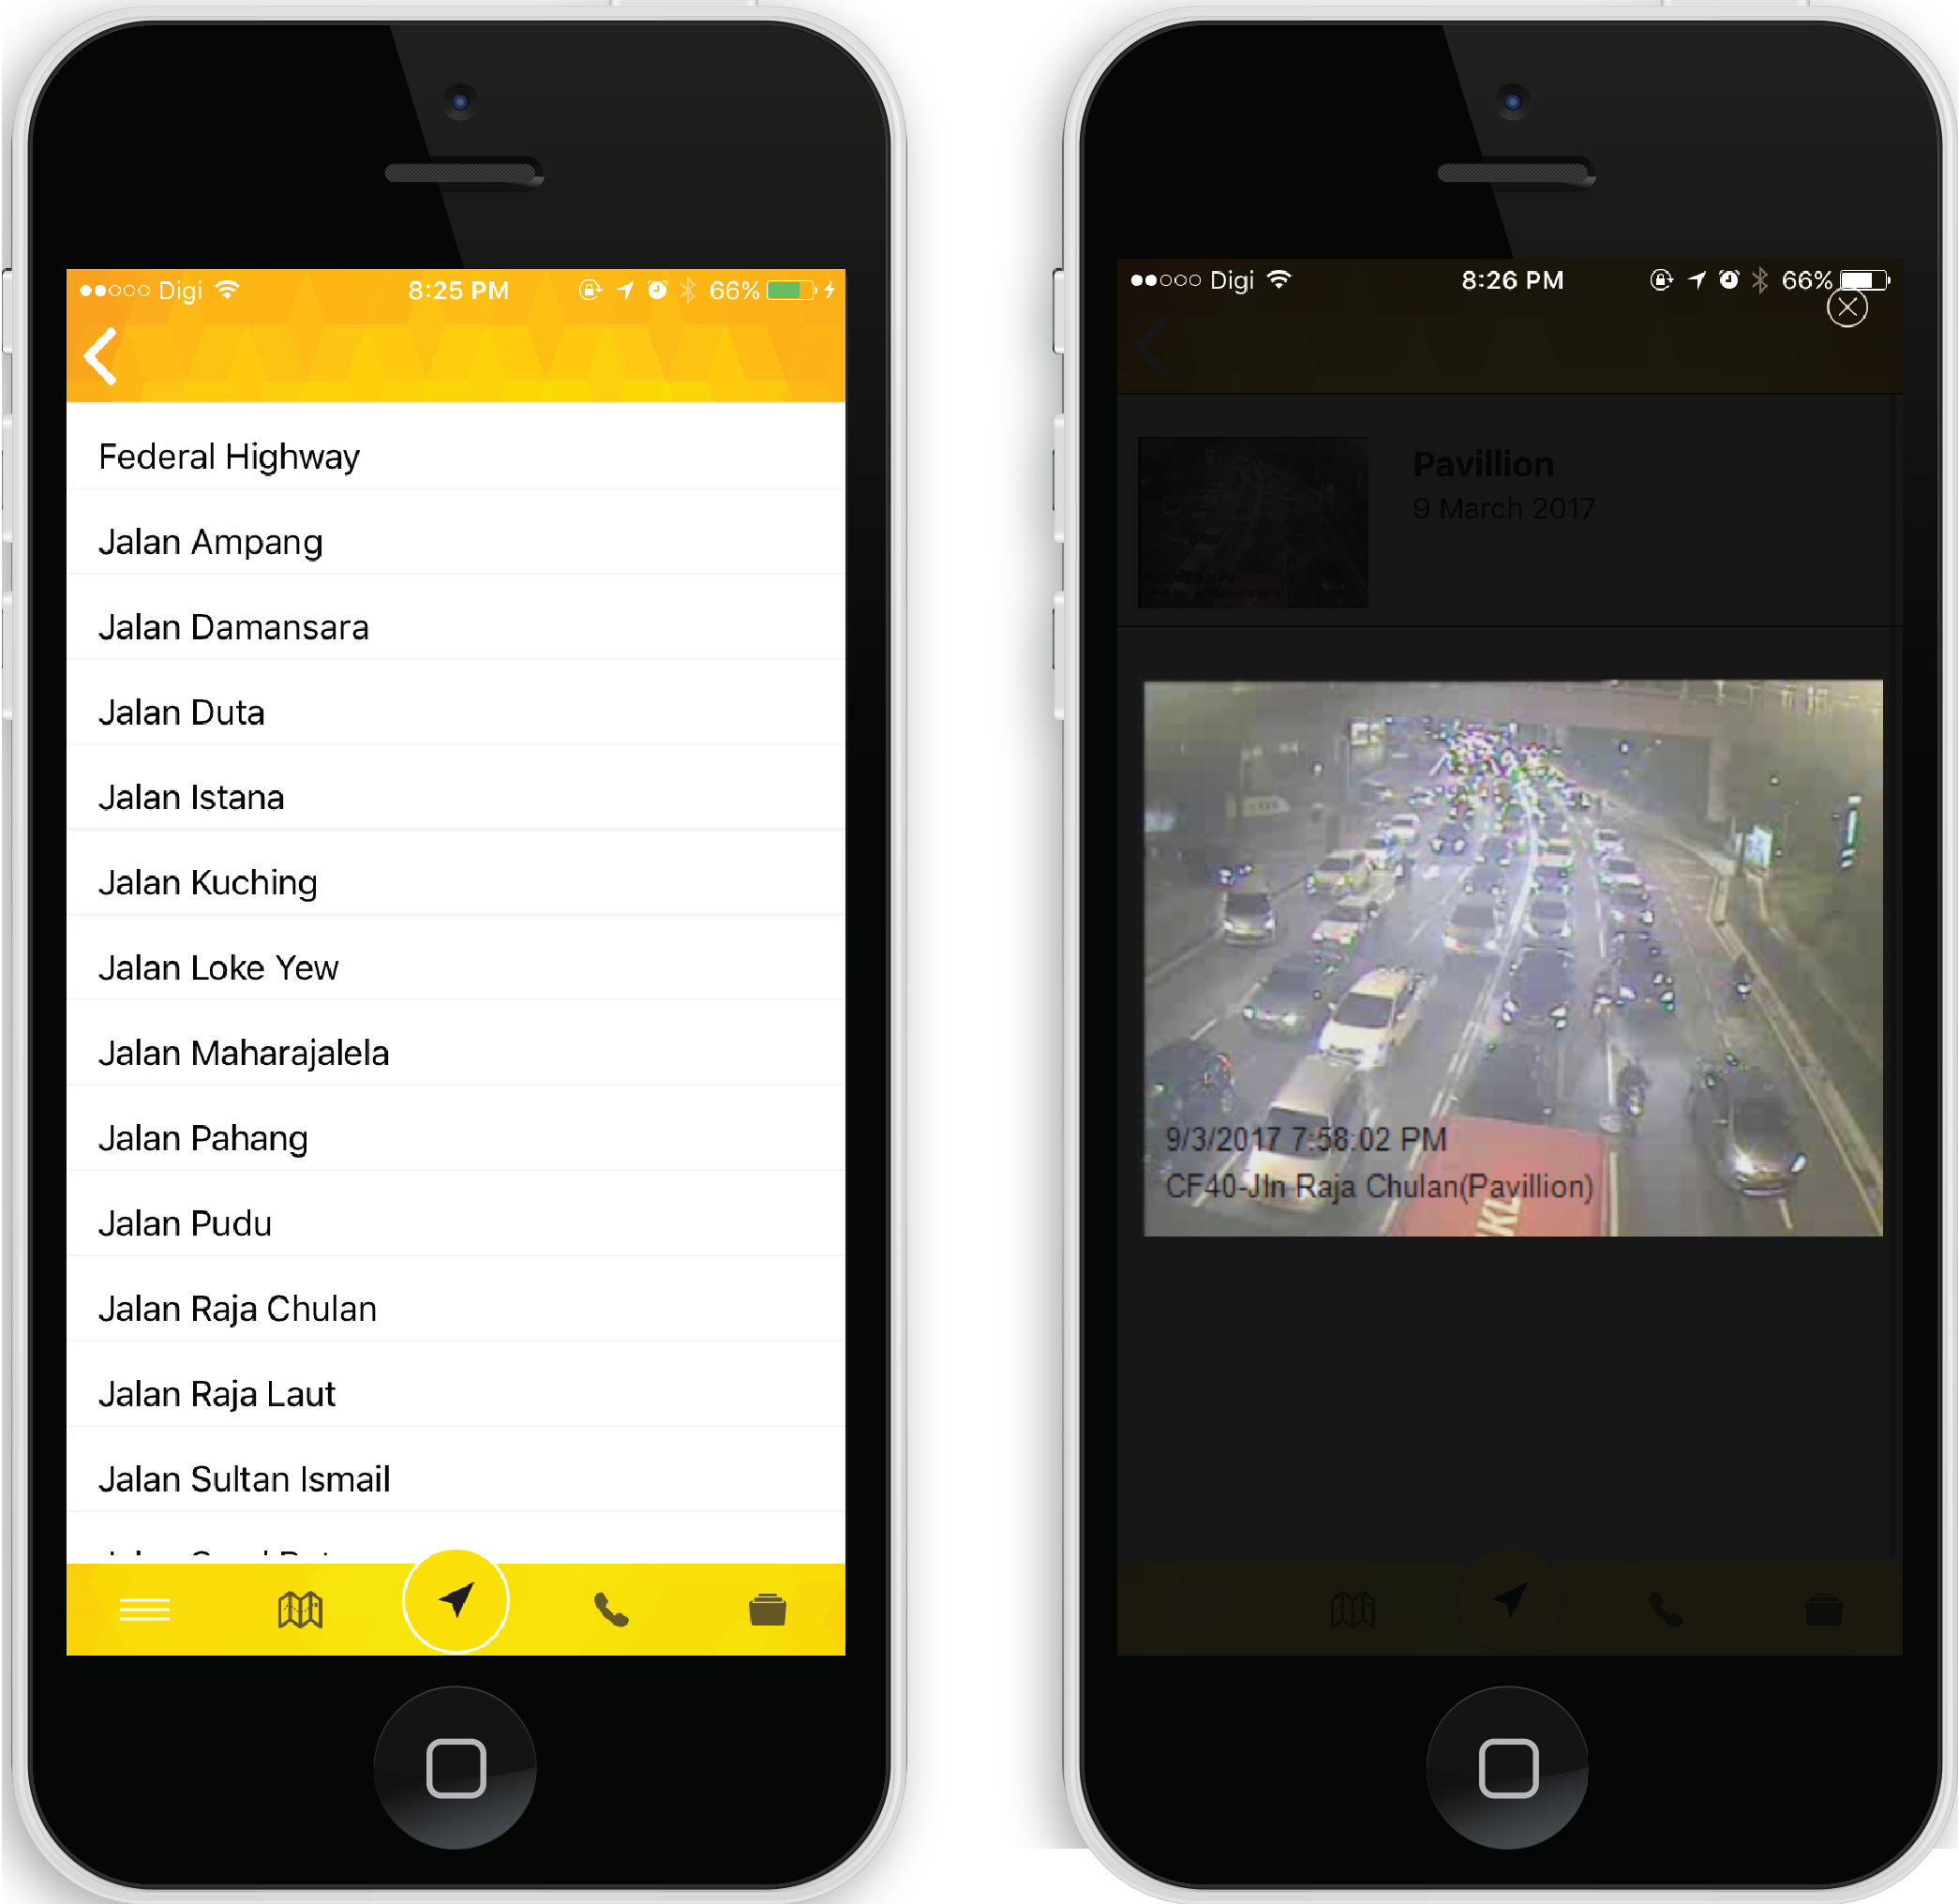 Digi 8:25 PM 66%
Federal Highway
Jalan Ampang
Jalan Damansara
Jalan Duta
Jalan Istana
Jalan Kuching
Jalan Loke Yew
Jalan Maharajalela
Jalan Pahang
Jalan Pudu
Jalan Raja Chulan
Jalan Raja Laut
Jalan Sultan Ismail
Digi 8:26 PM 66%
Pavillion
9 March 2017
9/3/2017 7:58:02 PM
CF40-Jln Raja Chulan(Pavillion)
KL